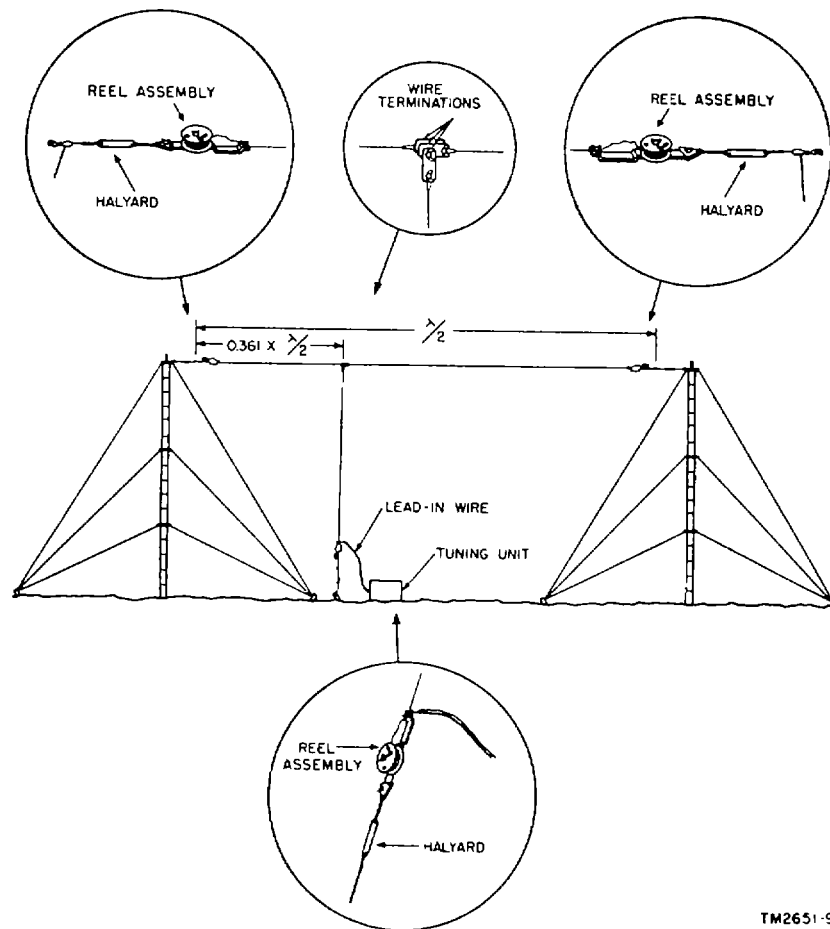 REEL ASSEMBLY
HALYARD
WIRE
TERMINATIONS
REEL ASSEMBLY
HALYARD
λ/2
0.361 X λ/2
LEAD-IN WIRE
TUNING UNIT
REEL
ASSEMBLY
HALYARD
TM2651-9